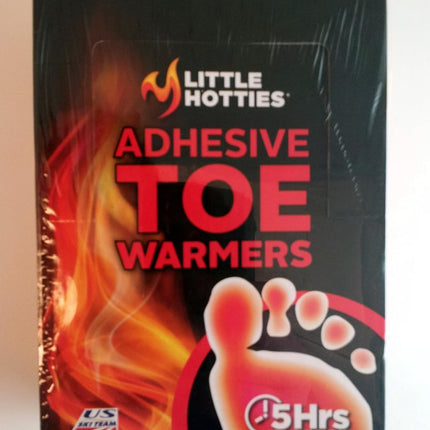 LITTLE
HOTTIES®
ADHESIVE
TOE
WARMERS
5Hrs
US
SKI TEAM